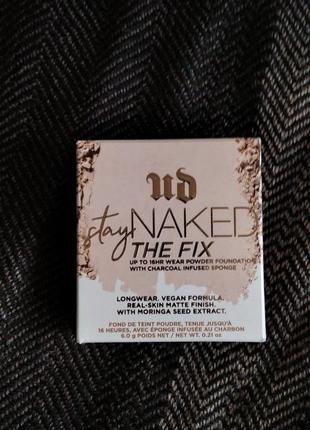 UD
stay NAKED
THE FIX
UP TO 16HR WEAR POWDER FOUNDATION
WITH CHARCOAL INFUSED SPONGE
LONGWEAR. VEGAN FORMULA.
REAL-SKIN MATTE FINISH.
WITH MORINGA SEED EXTRACT.
FOND DE TEINT POUDRE, TENUE JUSQU'À
16 HEURES, AVEC ÉPONGE INFUSÉE AU CHARBON
6.0 g POIDS NET / NET WT. 0.21 oz